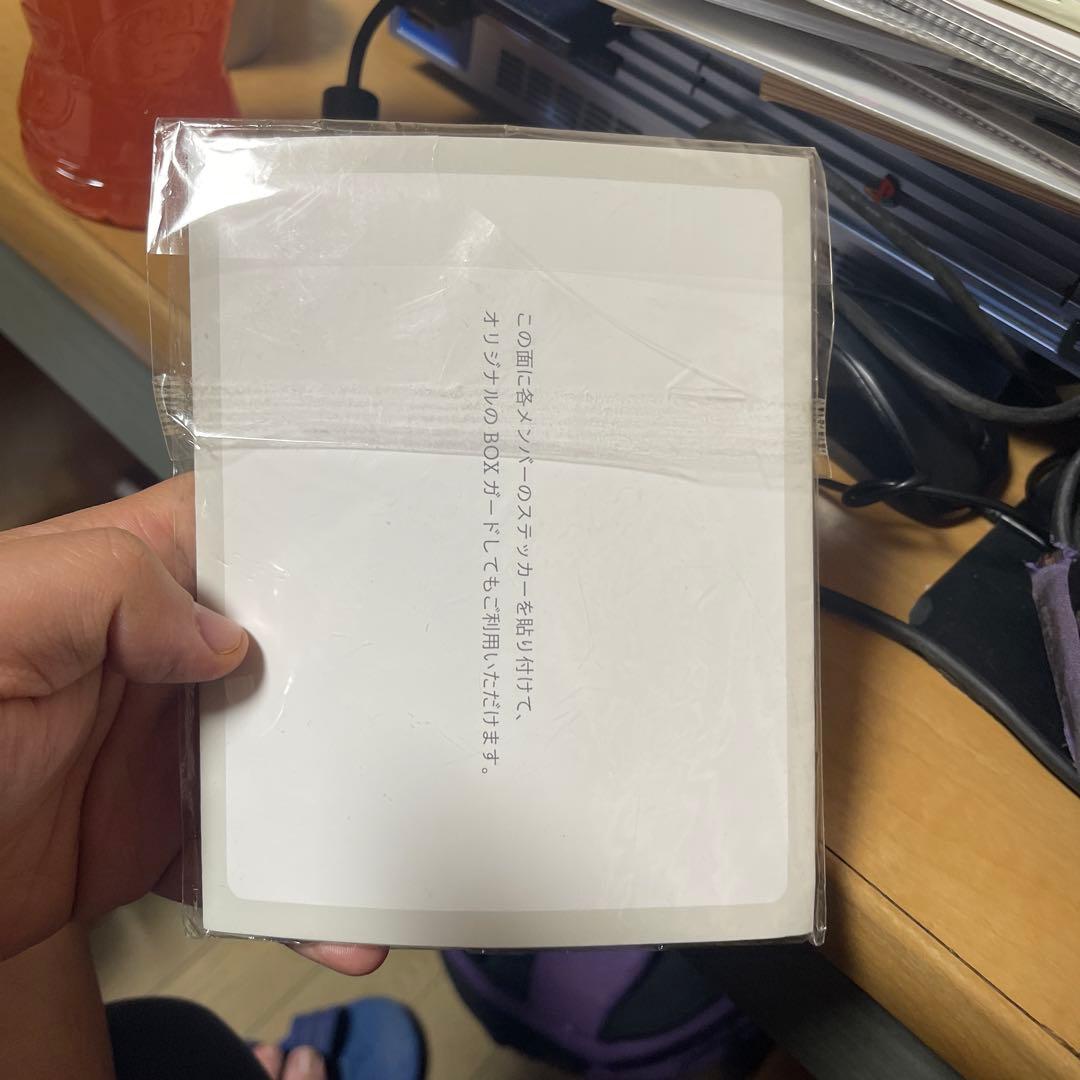 この面に各メンバーのステッカーを貼り付けて、
オリジナルのBOXガードしてもご利用いただけます。